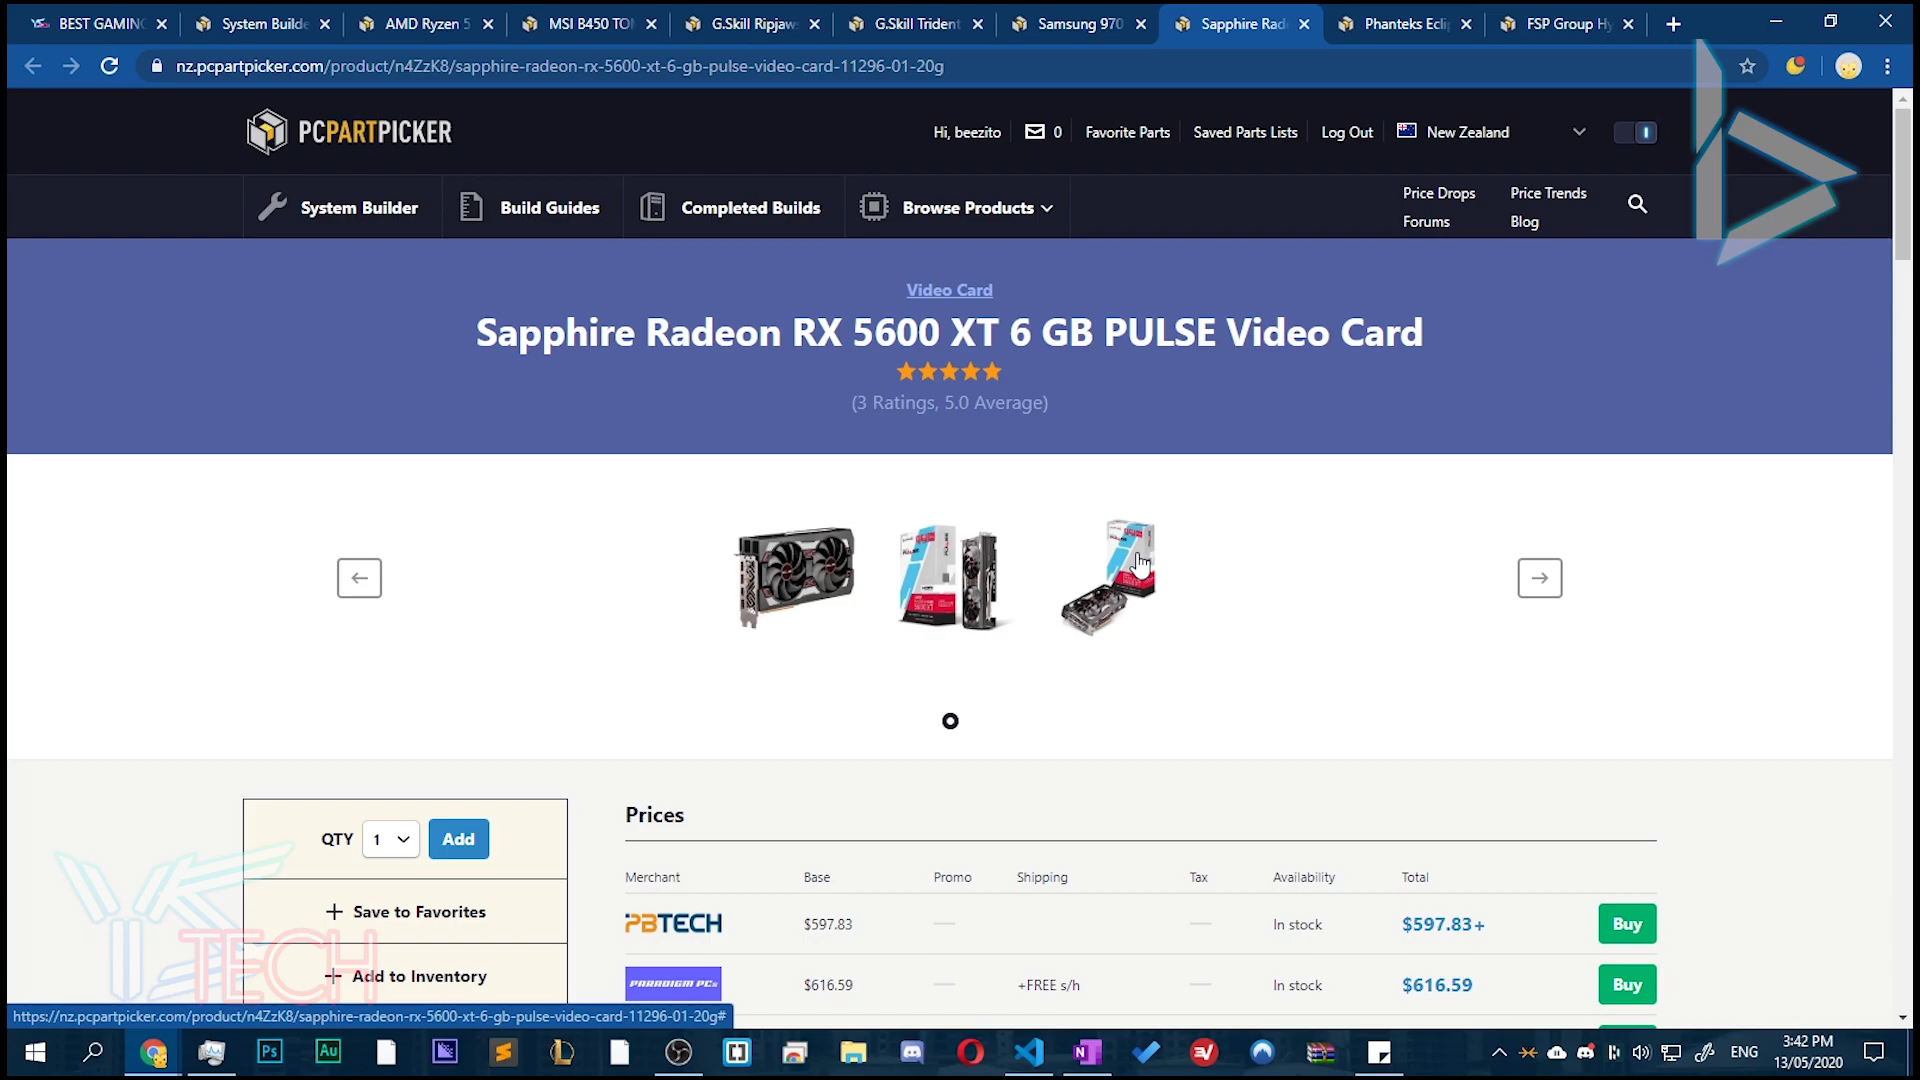 BEST GAMING
System Builde
AMD Ryzen 5
MSI B450 TO
G.Skill Ripjaw
G.Skill Trident
Samsung 970
Sapphire Rad
Phanteks Ecli
FSP Group Hy
nz.pcpartpicker.com/product/n4ZzK8/sapphire-radeon-rx-5600-xt-6-gb-pulse-video-card-11296-01-20g
PCPARTPICKER
Hi, beezito
0
Favorite Parts
Saved Parts Lists
Log Out
New Zealand
System Builder
Build Guides
Completed Builds
Browse Products
Price Drops
Price Trends
Forums
Blog
Video Card
Sapphire Radeon RX 5600 XT 6 GB PULSE Video Card
(3 Ratings, 5.0 Average)
QTY 1 Add
+ Save to Favorites
+ Add to Inventory
TECH
Prices
Merchant Base Promo Shipping Tax Availability Total
PBTECH $597.83 — — In stock $597.83+ Buy
PARADIGM PCs $616.59 — +FREE s/h — In stock $616.59 Buy
https://nz.pcpartpicker.com/product/n4ZzK8/sapphire-radeon-rx-5600-xt-6-gb-pulse-video-card-11296-01-20g#
Ps
Au
ENG
3:42 PM
13/05/2020